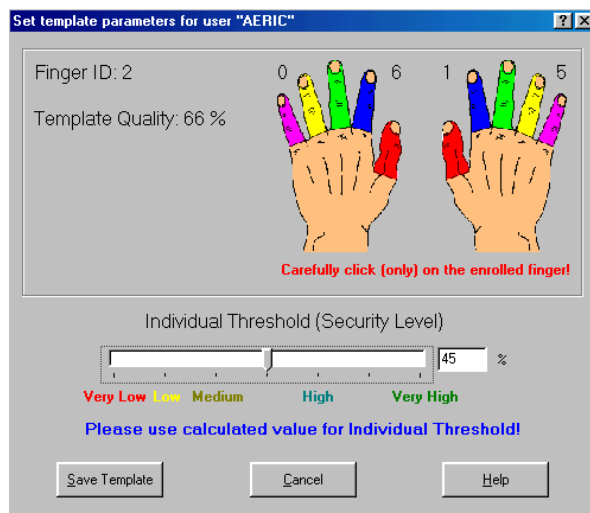 Set template parameters for user "AERIC"
Finger ID: 2
0 6 1 5
Template Quality: 66 %
Carefully click (only) on the enrolled finger!
Individual Threshold (Security Level)
45 %
Very Low Low Medium High Very High
Please use calculated value for Individual Threshold!
Save Template Cancel Help